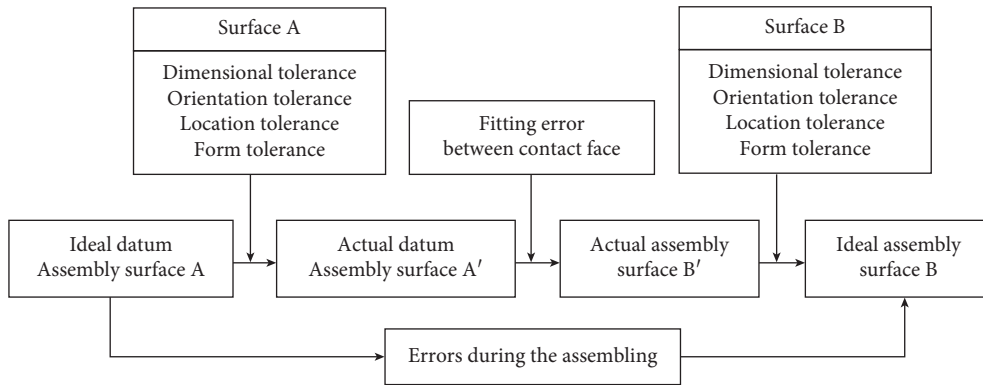 Surface A
Dimensional tolerance
Orientation tolerance
Location tolerance
Form tolerance
Fitting error
between contact face
Surface B
Dimensional tolerance
Orientation tolerance
Location tolerance
Form tolerance
Ideal datum
Assembly surface A
Actual datum
Assembly surface A′
Actual assembly
surface B′
Ideal assembly
surface B
Errors during the assembling